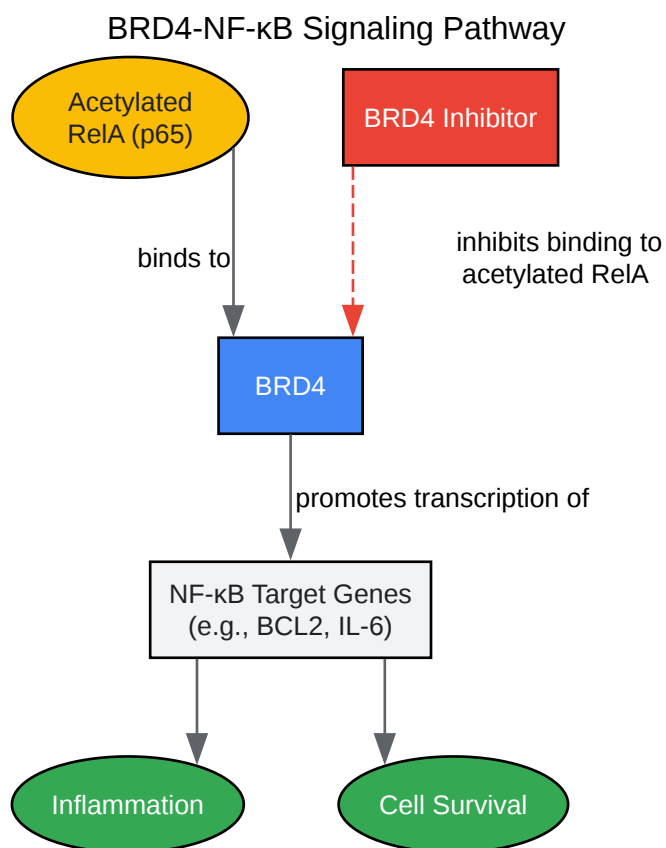 BRD4-NF-κB Signaling Pathway
Acetylated
RelA (p65)
BRD4 Inhibitor
binds to
inhibits binding to
acetylated RelA
BRD4
promotes transcription of
NF-κB Target Genes
(e.g., BCL2, IL-6)
Inflammation
Cell Survival